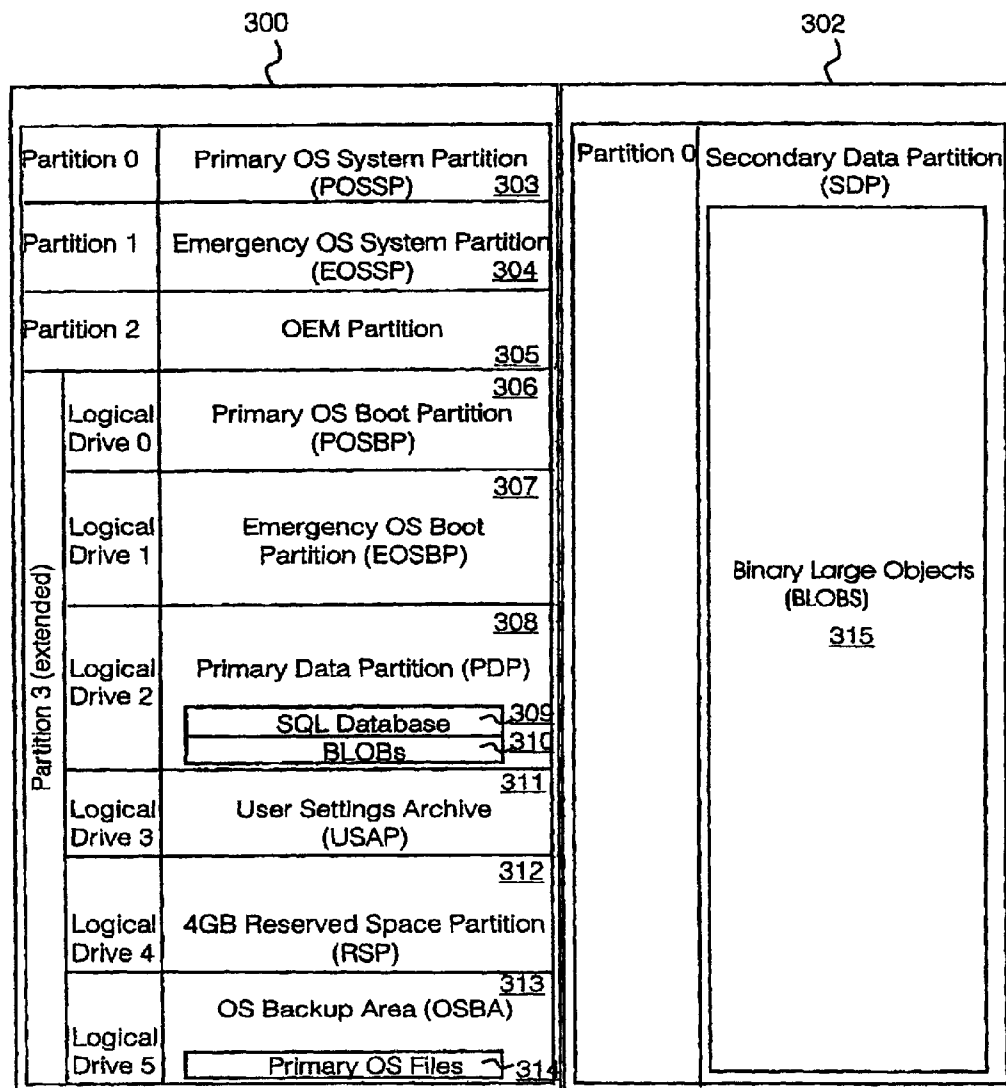 300
302
Partition 0
Primary OS System Partition
(POSSP)
303
Partition 1
Emergency OS System Partition
(EOSSP)
304
Partition 2
OEM Partition
305
Partition 3 (extended)
306
Logical
Drive 0
Primary OS Boot Partition
(POSBP)
307
Logical
Drive 1
Emergency OS Boot
Partition (EOSBP)
308
Logical
Drive 2
Primary Data Partition (PDP)
SQL Database
309
BLOBs
310
311
Logical
Drive 3
User Settings Archive
(USAP)
312
Logical
Drive 4
4GB Reserved Space Partition
(RSP)
313
OS Backup Area (OSBA)
Logical
Drive 5
Primary OS Files
314
Partition 0
Secondary Data Partition
(SDP)
Binary Large Objects
(BLOBS)
315